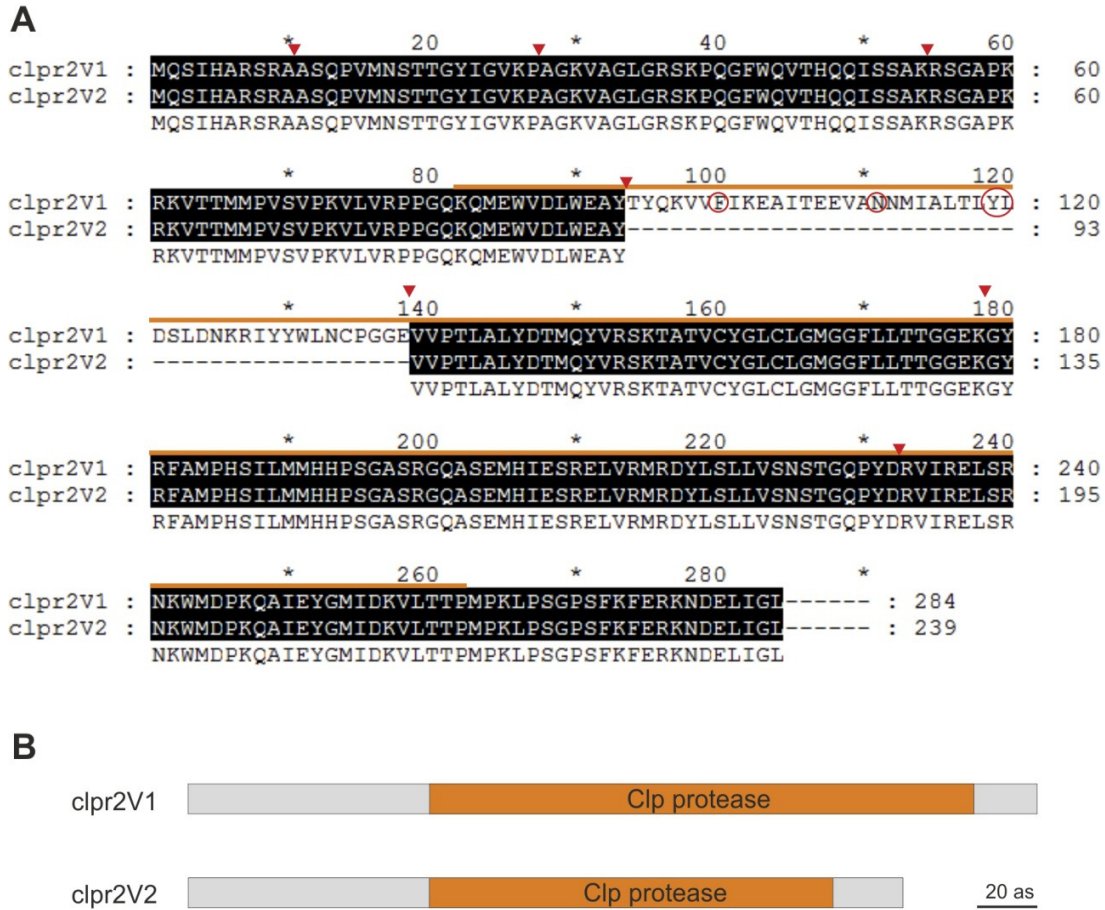 A
* 20 * 40 * 60
clpr2V1 : MQSIHARSRAASQPVMNSTTGYIGVKPAGKVAGLGRSKPQGFWQVTHQQISSAKRSGAPK : 60
clpr2V2 : MQSIHARSRAASQPVMNSTTGYIGVKPAGKVAGLGRSKPQGFWQVTHQQISSAKRSGAPK : 60
MQSIHARSRAASQPVMNSTTGYIGVKPAGKVAGLGRSKPQGFWQVTHQQISSAKRSGAPK
* 80 * 100 * 120
clpr2V1 : RKVTTMMPVSVPKVLVRPPGQKQMEWVDLWEAYTYQKVVFIKEAITEEVANNMIALTLYL : 120
clpr2V2 : RKVTTMMPVSVPKVLVRPPGQKQMEWVDLWEAY--------------------------- : 93
RKVTTMMPVSVPKVLVRPPGQKQMEWVDLWEAY
* 140 * 160 * 180
clpr2V1 : DSLDNKRIYYWLNCPGGEVVPTLALYDTMQYVRSKTATVCYGLCLGMGGFLLTTGGEKGY : 180
clpr2V2 : ------------------VVPTLALYDTMQYVRSKTATVCYGLCLGMGGFLLTTGGEKGY : 135
VVPTLALYDTMQYVRSKTATVCYGLCLGMGGFLLTTGGEKGY
* 200 * 220 * 240
clpr2V1 : RFAMPHSILMMHHPSGASRGQASEMHIESRELVRMRDYLSLLVSNSTGQPYDRVIRELSR : 240
clpr2V2 : RFAMPHSILMMHHPSGASRGQASEMHIESRELVRMRDYLSLLVSNSTGQPYDRVIRELSR : 195
RFAMPHSILMMHHPSGASRGQASEMHIESRELVRMRDYLSLLVSNSTGQPYDRVIRELSR
* 260 * 280 *
clpr2V1 : NKWMDPKQAIEYGMIDKVLTTPMPKLPSGPSFKFERKNDELIGL------ : 284
clpr2V2 : NKWMDPKQAIEYGMIDKVLTTPMPKLPSGPSFKFERKNDELIGL------ : 239
NKWMDPKQAIEYGMIDKVLTTPMPKLPSGPSFKFERKNDELIGL
B
clpr2V1 Clp protease
clpr2V2 Clp protease 20 as